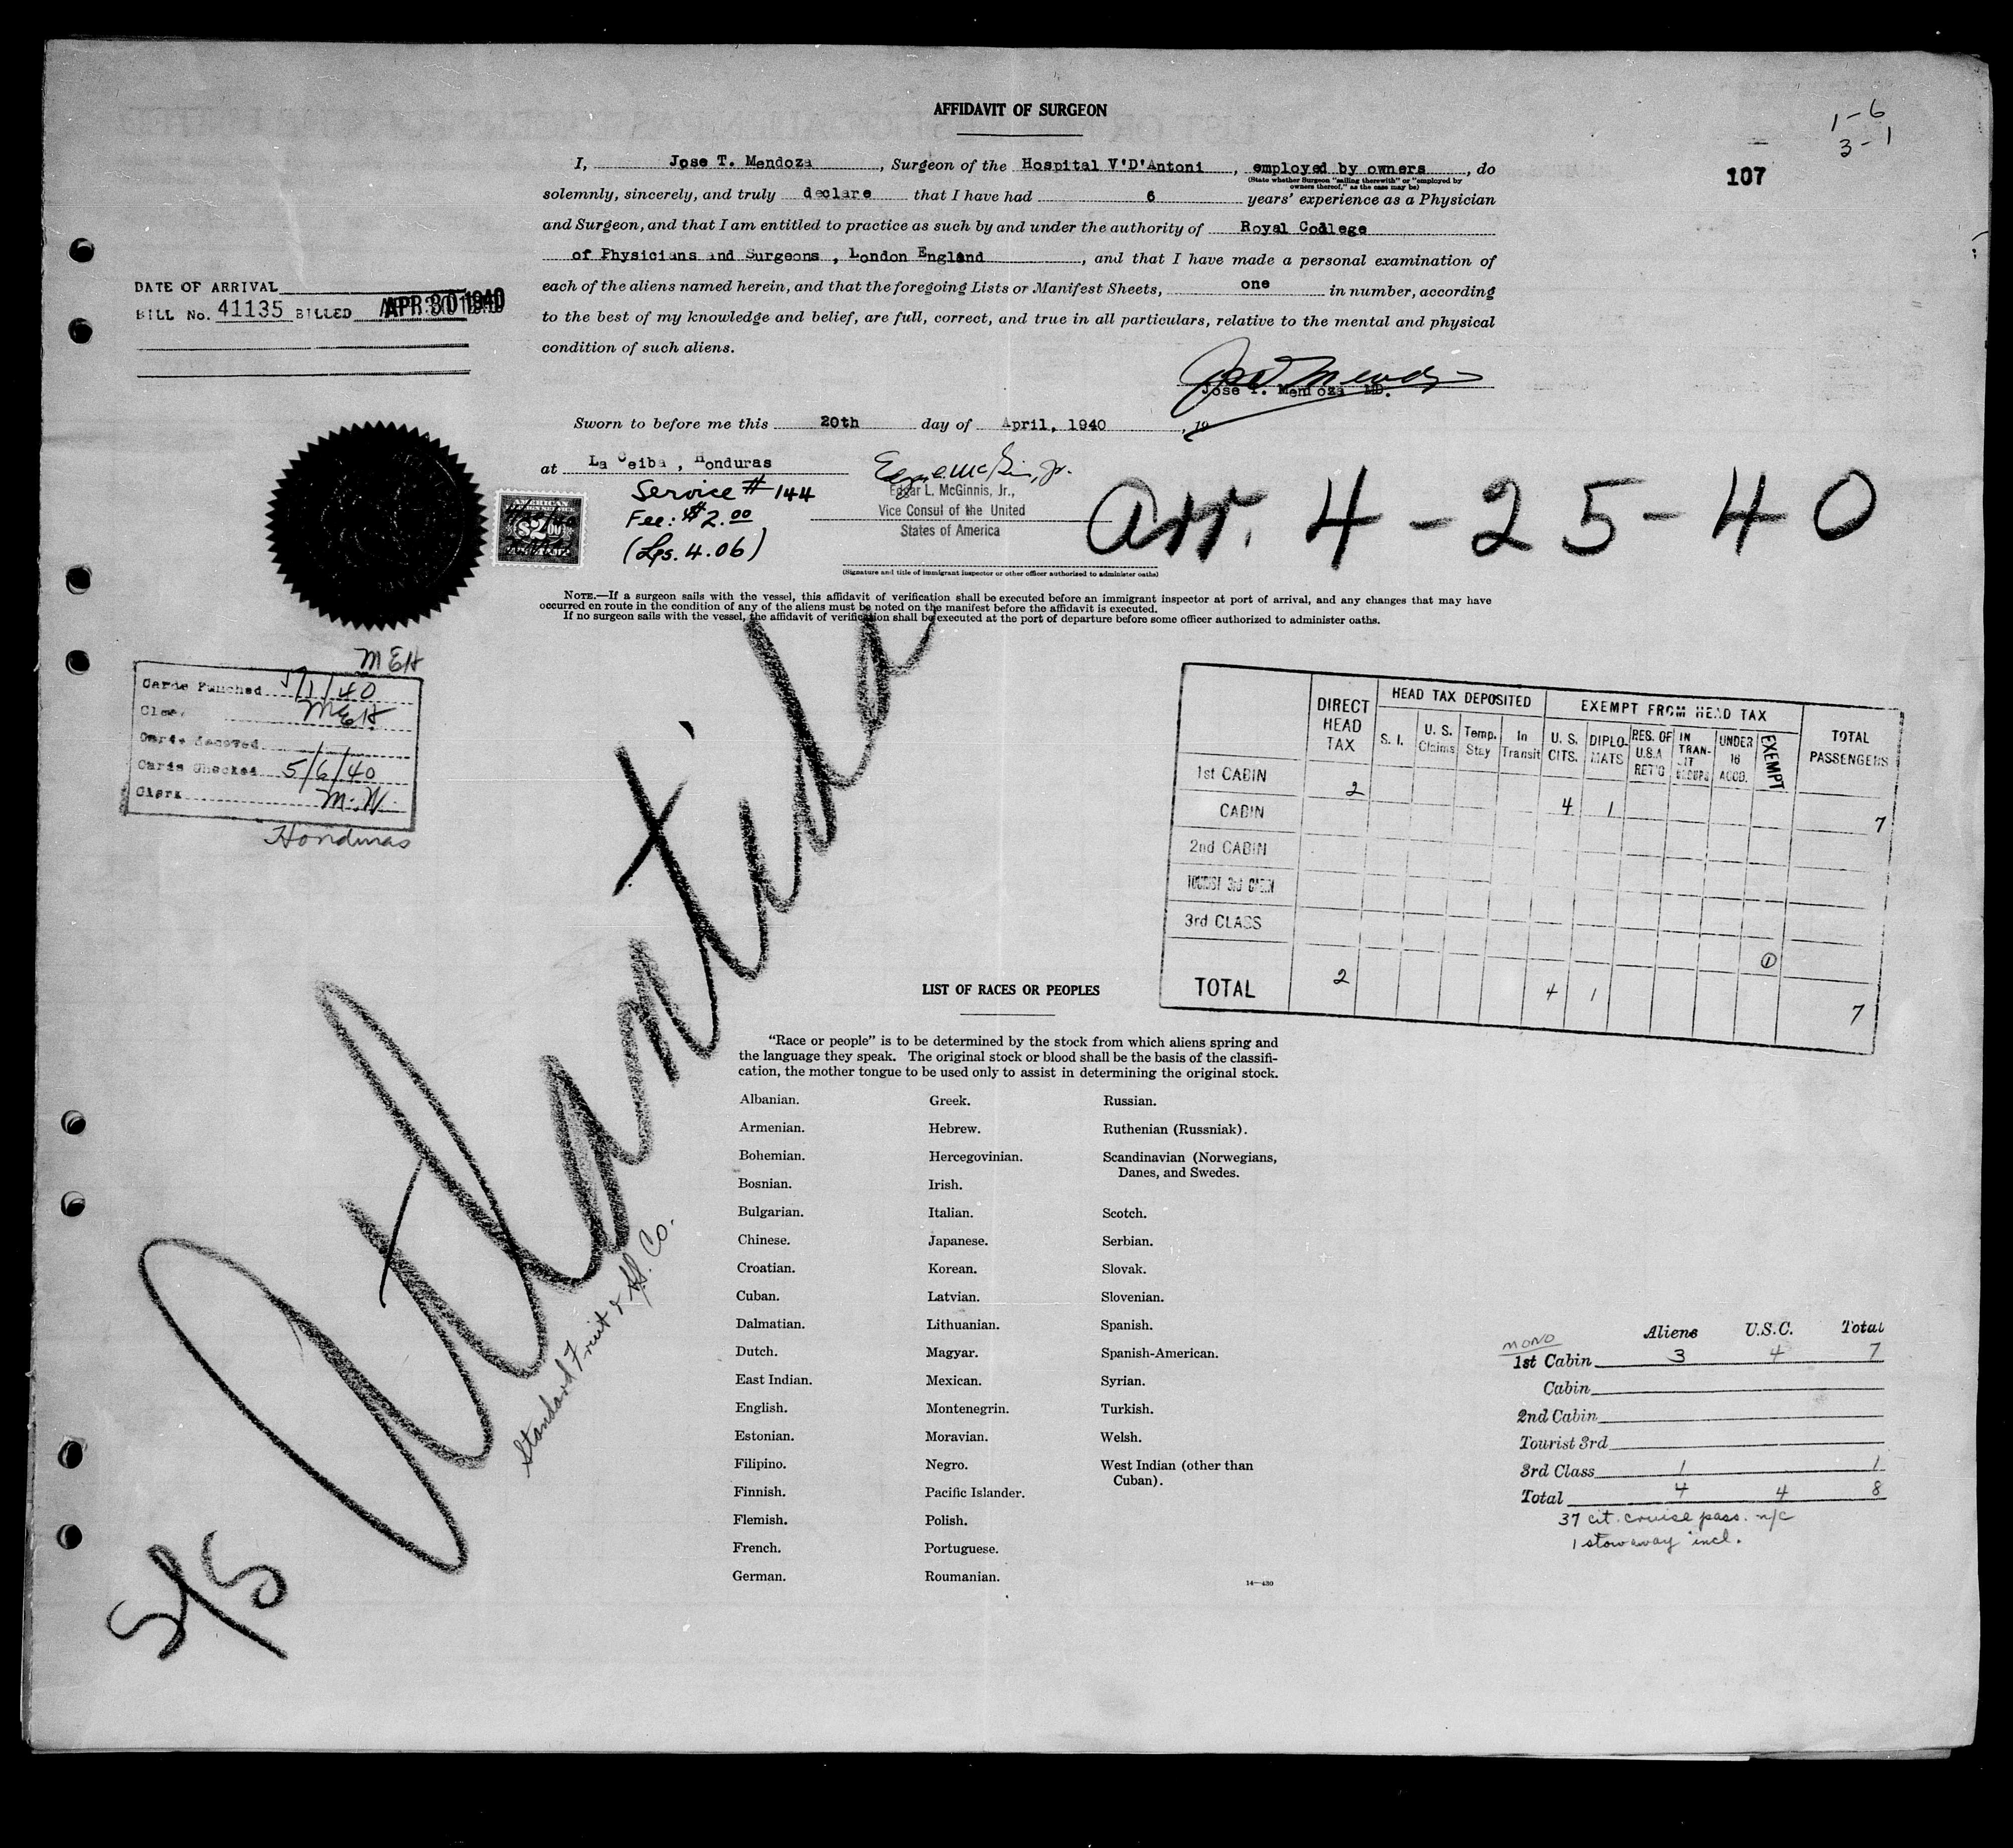 AFFIDAVIT OF SURGEON
1-6
3-1
107
I, Jose T. Mendoza, Surgeon of the Hospital V'D'Antoni, employed by owners, do
(State whether Surgeon "sailing therewith" or "employed by
owners thereof," as the case may be)
solemnly, sincerely, and truly declare that I have had 6 years' experience as a Physician
and Surgeon, and that I am entitled to practice as such by and under the authority of Royal Codlege
of Physicians and Surgeons , London England, and that I have made a personal examination of
each of the aliens named herein, and that the foregoing Lists or Manifest Sheets, one in number, according
to the best of my knowledge and belief, are full, correct, and true in all particulars, relative to the mental and physical
condition of such aliens.
DATE OF ARRIVAL
BILL No. 41135 BILLED APR 30 1940
Jose T. Mendoza MD.
Sworn to before me this 20th day of April, 1940, 19
at La Ceiba , Honduras
Service # 144
Fee: $2.00
(Lps. 4.06)
AMERICAN
$2.00
Edgar L. McGinnis, Jr.,
Vice Consul of the United
States of America
Arr. 4-25-40
(Signature and title of immigrant inspector or other officer authorized to administer oaths)
NOTE.—If a surgeon sails with the vessel, this affidavit of verification shall be executed before an immigrant inspector at port of arrival, and any changes that may have
occurred en route in the condition of any of the aliens must be noted on the manifest before the affidavit is executed.
If no surgeon sails with the vessel, the affidavit of verification shall be executed at the port of departure before some officer authorized to administer oaths.
MEH
Cards Punched 5/1/40
Clerk MEH
Cards Checked 5/6/40
Clerk M.W.
Honduras
DIRECT HEAD TAX
HEAD TAX DEPOSITED
EXEMPT FROM HEAD TAX
TOTAL PASSENGERS
S. I.
U. S. Claims
Temp. Stay
In Transit
U. S. CITS.
DIPLO-MATS
RES. OF U.S.A RET'G
IN TRAN-SIT GROUPS
UNDER 16 ACCD.
EXEMPT
1st CABIN 2 4 1 7
CABIN
2nd CABIN
TOURIST 3rd CABIN
3rd CLASS
1
TOTAL 2 4 1 7
S/S Atlantida
Standard Fruit & SS. Co.
LIST OF RACES OR PEOPLES
"Race or people" is to be determined by the stock from which aliens spring and
the language they speak. The original stock or blood shall be the basis of the classifi-
cation, the mother tongue to be used only to assist in determining the original stock.
Albanian.
Armenian.
Bohemian.
Bosnian.
Bulgarian.
Chinese.
Croatian.
Cuban.
Dalmatian.
Dutch.
East Indian.
English.
Estonian.
Filipino.
Finnish.
Flemish.
French.
German.
Greek.
Hebrew.
Hercegovinian.
Irish.
Italian.
Japanese.
Korean.
Latvian.
Lithuanian.
Magyar.
Mexican.
Montenegrin.
Moravian.
Negro.
Pacific Islander.
Polish.
Portuguese.
Roumanian.
Russian.
Ruthenian (Russniak).
Scandinavian (Norwegians,
Danes, and Swedes.
Scotch.
Serbian.
Slovak.
Slovenian.
Spanish.
Spanish-American.
Syrian.
Turkish.
Welsh.
West Indian (other than
Cuban).
14—430
Aliens U.S.C. Total
MONO
1st Cabin 3 4 7
Cabin
2nd Cabin
Tourist 3rd
3rd Class 1 1
Total 4 4 8
37 cit. cruise pass. n/c
1 stowaway incl.